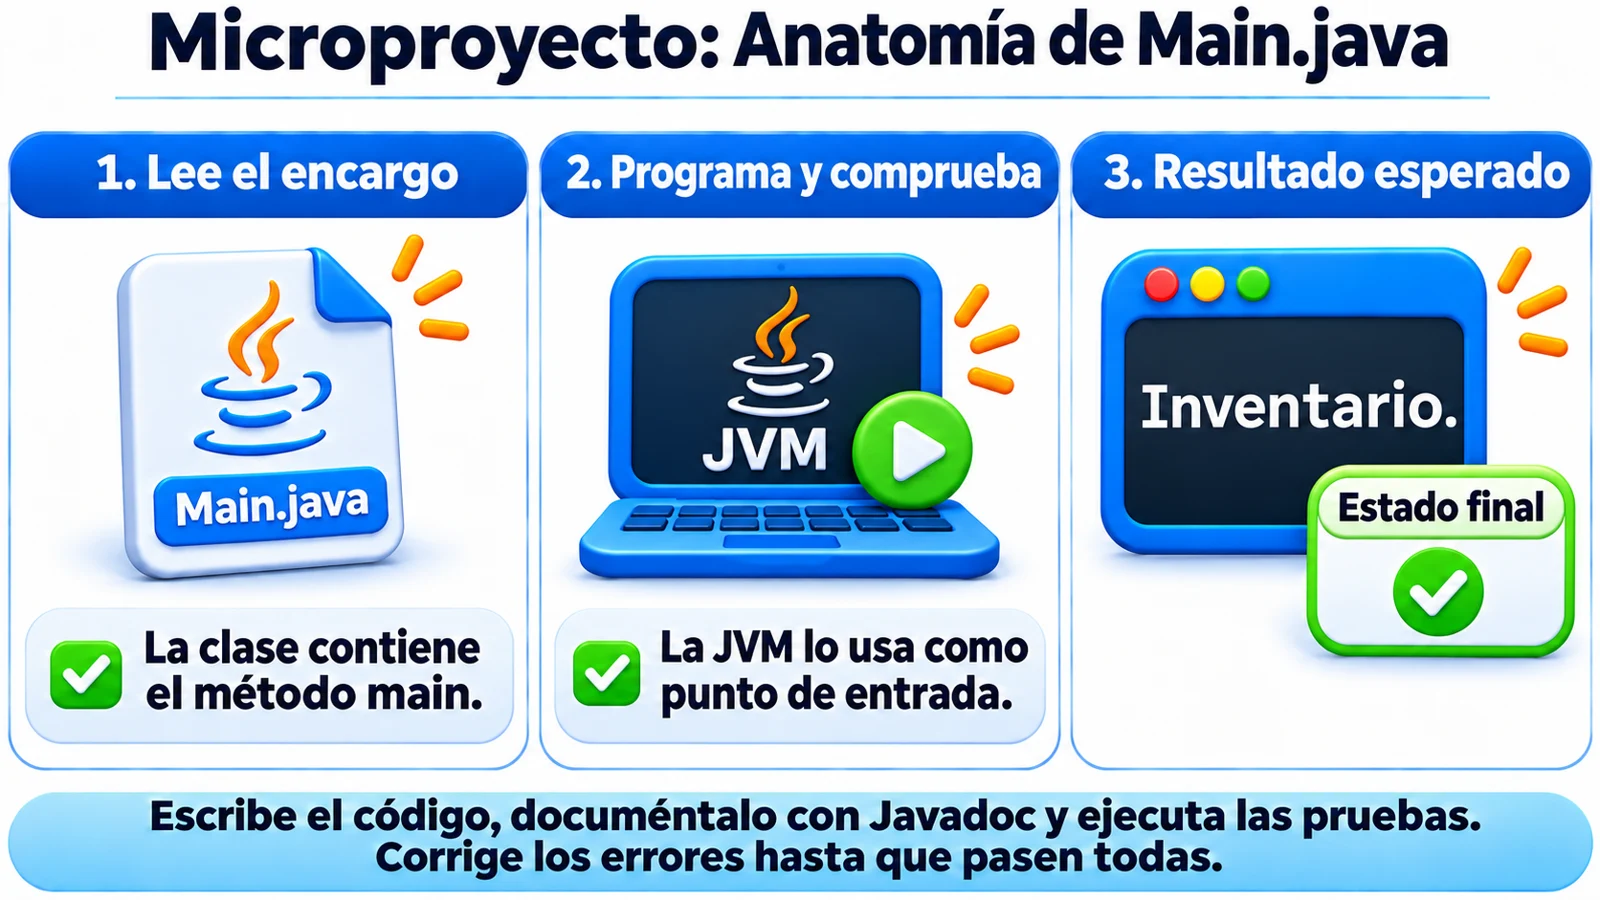 Microproyecto: Anatomía de Main.java
1. Lee el encargo
Main.java
La clase contiene
el método main.
2. Programa y comprueba
JVM
La JVM lo usa como
punto de entrada.
3. Resultado esperado
Inventario.
Estado final
Escribe el código, documéntalo con Javadoc y ejecuta las pruebas.
Corrige los errores hasta que pasen todas.